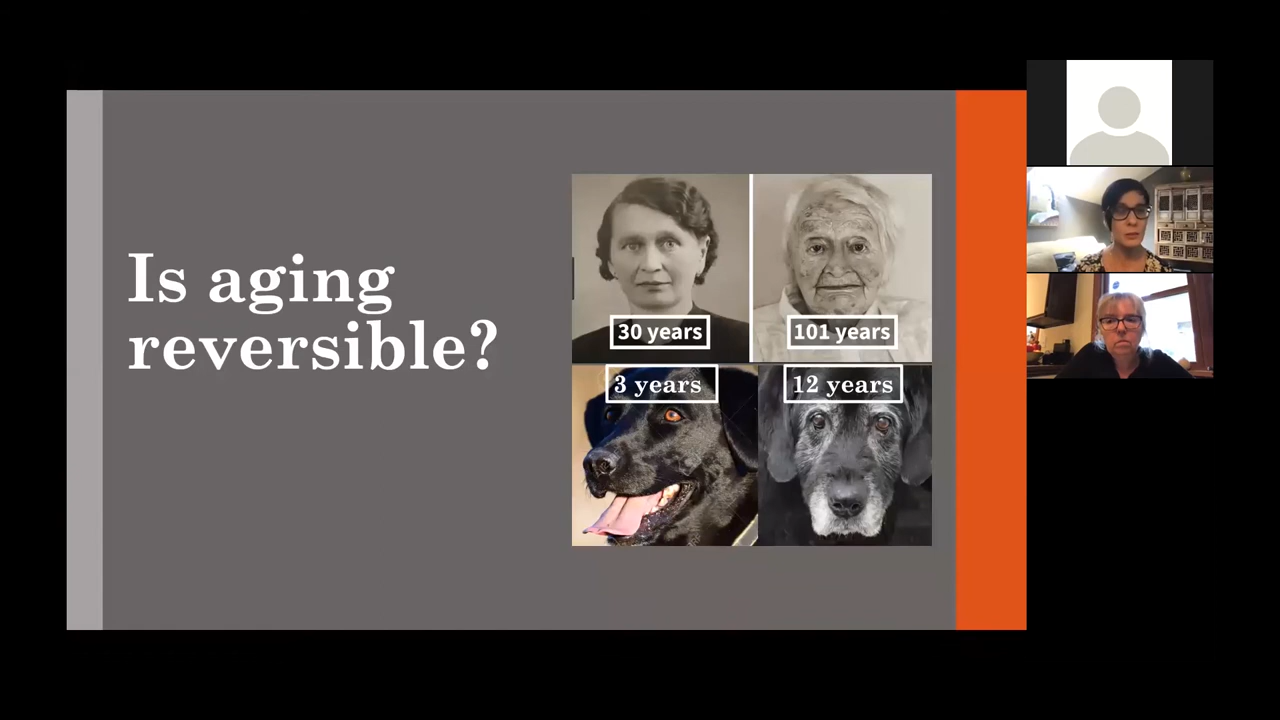 Is aging
reversible?
30 years
101 years
3 years
12 years